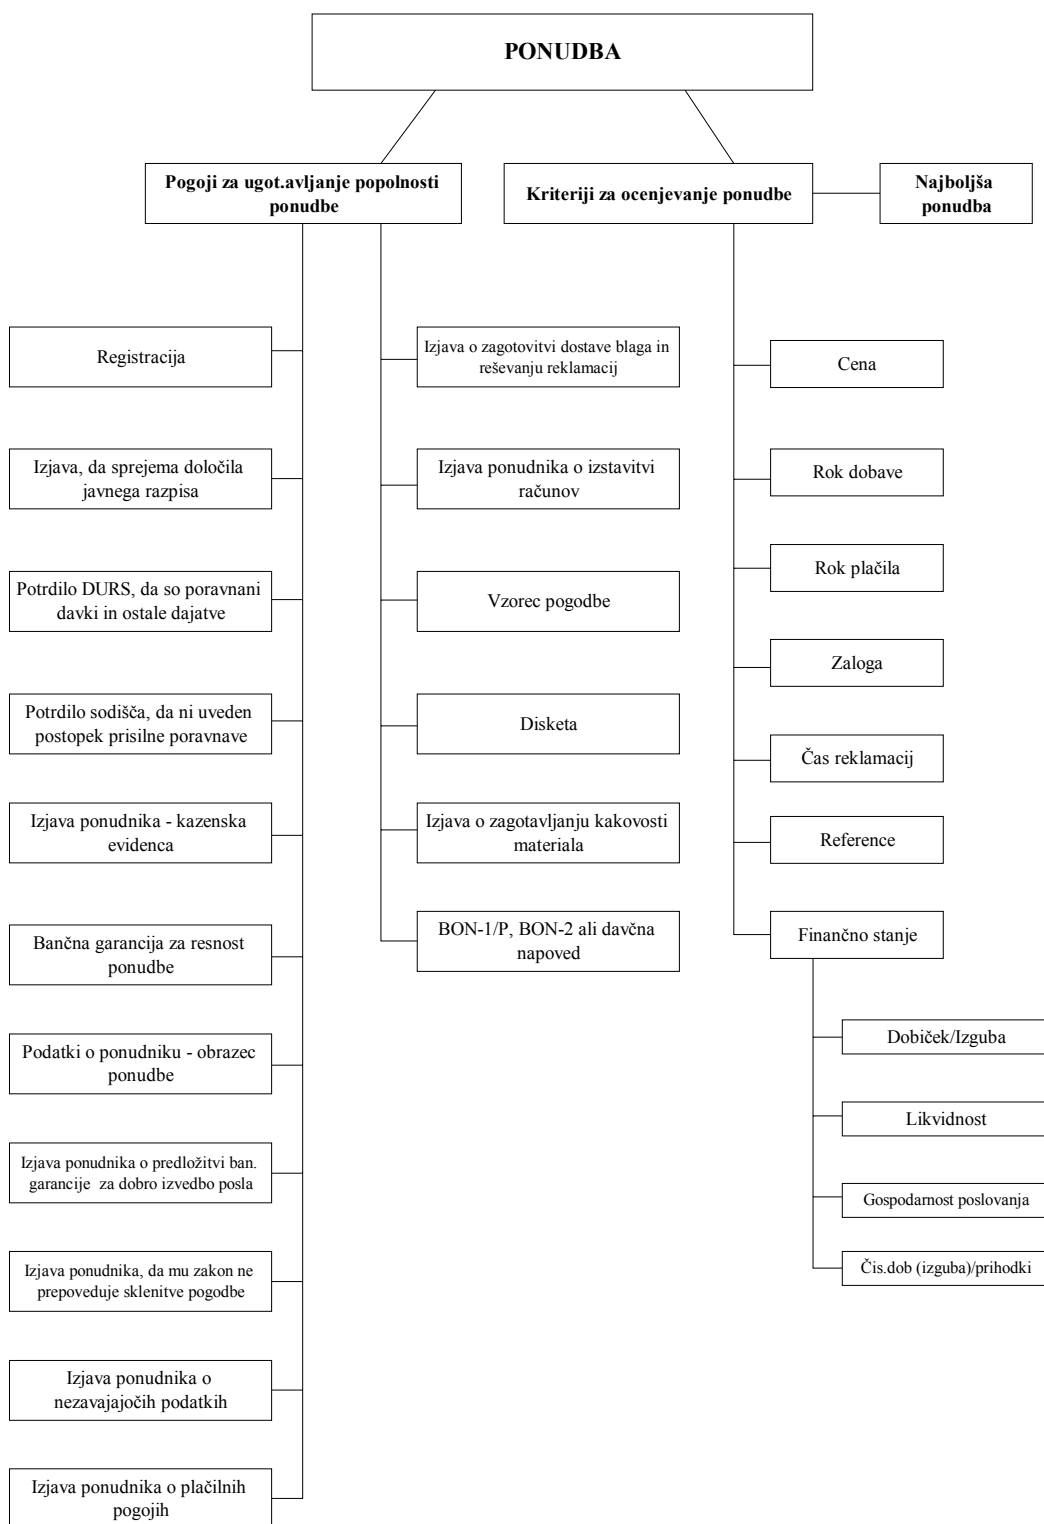 PONUDBA
Pogoji za ugot.avljanje popolnosti
ponudbe
Kriteriji za ocenjevanje ponudbe
Najboljša
ponudba
Registracija
Izjava, da sprejema določila
javnega razpisa
Potrdilo DURS, da so poravnani
davki in ostale dajatve
Potrdilo sodišča, da ni uveden
postopek prisilne poravnave
Izjava ponudnika - kazenska
evidenca
Bančna garancija za resnost
ponudbe
Podatki o ponudniku - obrazec
ponudbe
Izjava ponudnika o predložitvi ban.
garancije za dobro izvedbo posla
Izjava ponudnika, da mu zakon ne
prepoveduje sklenitve pogodbe
Izjava ponudnika o
nezavajajočih podatkih
Izjava ponudnika o plačilnih
pogojih
Izjava o zagotovitvi dostave blaga in
reševanju reklamacij
Izjava ponudnika o izstavitvi
računov
Vzorec pogodbe
Disketa
Izjava o zagotavljanju kakovosti
materiala
BON-1/P, BON-2 ali davčna
napoved
Cena
Rok dobave
Rok plačila
Zaloga
Čas reklamacij
Reference
Finančno stanje
Dobiček/Izguba
Likvidnost
Gospodarnost poslovanja
Čis.dob (izguba)/prihodki